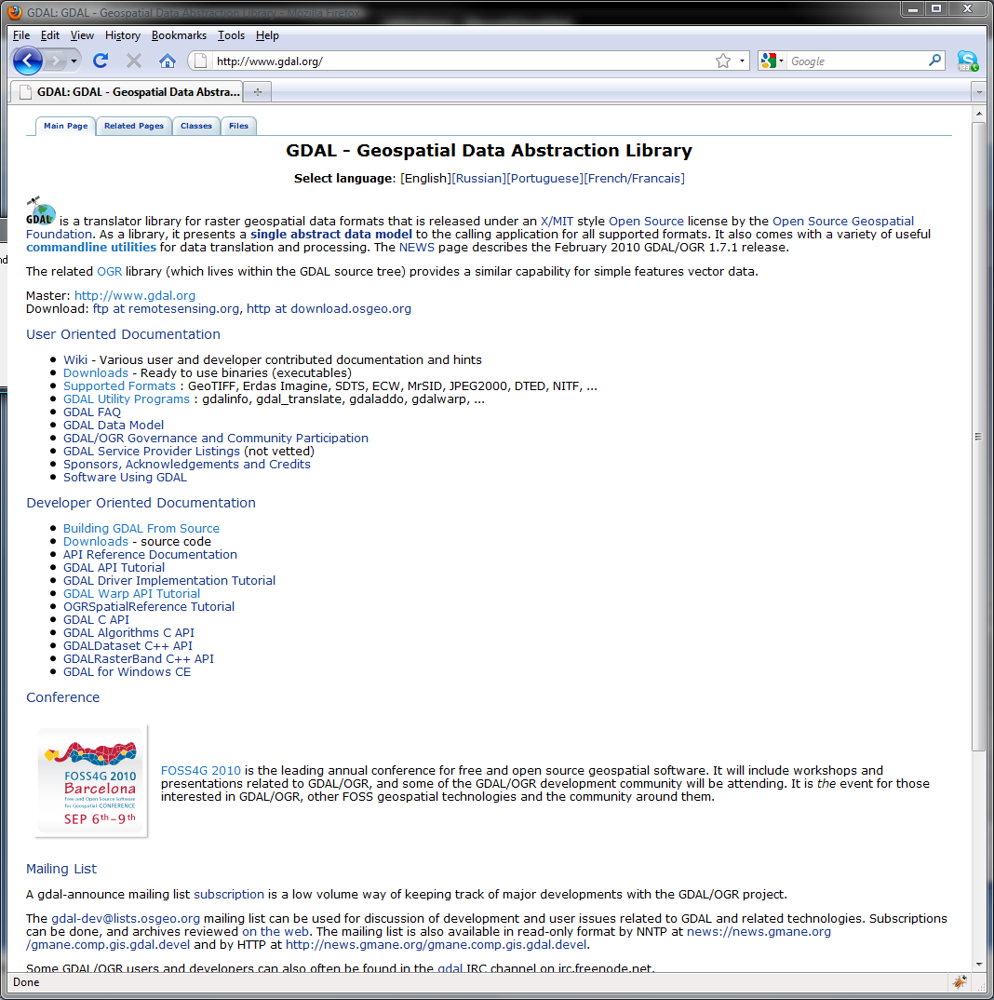 GDAL: GDAL - Geospatial Data Abstraction Library - Mozilla Firefox
File Edit View History Bookmarks Tools Help
http://www.gdal.org/
Google
GDAL: GDAL - Geospatial Data Abstra...
Main Page Related Pages Classes Files
GDAL - Geospatial Data Abstraction Library
Select language: [English][Russian][Portuguese][French/Francais]
GDAL is a translator library for raster geospatial data formats that is released under an X/MIT style Open Source license by the Open Source Geospatial
Foundation. As a library, it presents a single abstract data model to the calling application for all supported formats. It also comes with a variety of useful
commandline utilities for data translation and processing. The NEWS page describes the February 2010 GDAL/OGR 1.7.1 release.
The related OGR library (which lives within the GDAL source tree) provides a similar capability for simple features vector data.
Master: http://www.gdal.org
Download: ftp at remotesensing.org, http at download.osgeo.org
User Oriented Documentation
Wiki - Various user and developer contributed documentation and hints
Downloads - Ready to use binaries (executables)
Supported Formats : GeoTIFF, Erdas Imagine, SDTS, ECW, MrSID, JPEG2000, DTED, NITF, ...
GDAL Utility Programs : gdalinfo, gdal_translate, gdaladdo, gdalwarp, ...
GDAL FAQ
GDAL Data Model
GDAL/OGR Governance and Community Participation
GDAL Service Provider Listings (not vetted)
Sponsors, Acknowledgements and Credits
Software Using GDAL
Developer Oriented Documentation
Building GDAL From Source
Downloads - source code
API Reference Documentation
GDAL API Tutorial
GDAL Driver Implementation Tutorial
GDAL Warp API Tutorial
OGRSpatialReference Tutorial
GDAL C API
GDAL Algorithms C API
GDALDataset C++ API
GDALRasterBand C++ API
GDAL for Windows CE
Conference
FOSS4G 2010
Barcelona
Free and Open Source Software
for Geospatial CONFERENCE
SEP 6th-9th
FOSS4G 2010 is the leading annual conference for free and open source geospatial software. It will include workshops and
presentations related to GDAL/OGR, and some of the GDAL/OGR development community will be attending. It is the event for those
interested in GDAL/OGR, other FOSS geospatial technologies and the community around them.
Mailing List
A gdal-announce mailing list subscription is a low volume way of keeping track of major developments with the GDAL/OGR project.
The gdal-dev@lists.osgeo.org mailing list can be used for discussion of development and user issues related to GDAL and related technologies. Subscriptions
can be done, and archives reviewed on the web. The mailing list is also available in read-only format by NNTP at news://news.gmane.org
/gmane.comp.gis.gdal.devel and by HTTP at http://news.gmane.org/gmane.comp.gis.gdal.devel.
Some GDAL/OGR users and developers can also often be found in the gdal IRC channel on irc.freenode.net.
Done